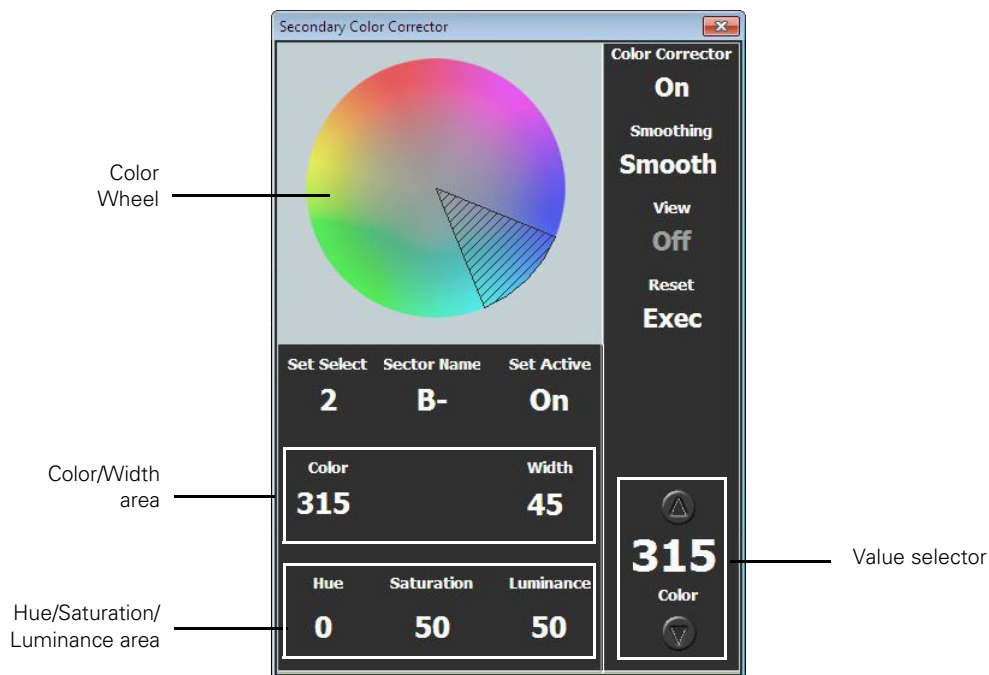 Secondary Color Corrector
Color Corrector
On
Smoothing
Smooth
View
Off
Reset
Exec
Color
Wheel
Set Select Sector Name Set Active
2 B- On
Color/Width
area
Color Width
315 45
Hue/Saturation/
Luminance area
Hue Saturation Luminance
0 50 50
315
Color
Value selector